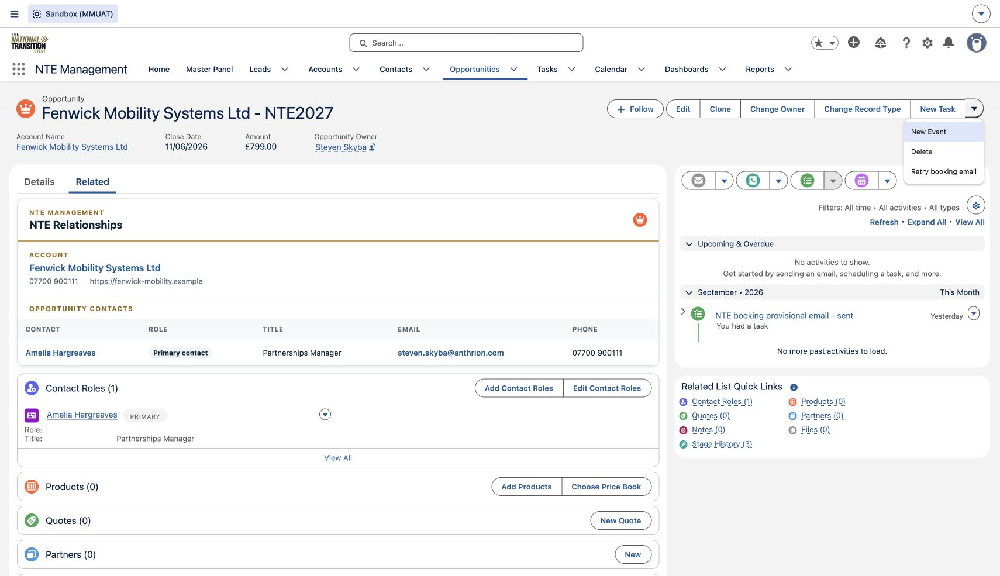 Sandbox (MMUAT)
THE
NATIONAL
TRANSITION
EVENT
Search...
NTE Management
Home
Master Panel
Leads
Accounts
Contacts
Opportunities
Tasks
Calendar
Dashboards
Reports
Opportunity
Fenwick Mobility Systems Ltd - NTE2027
Follow
Edit
Clone
Change Owner
Change Record Type
New Task
New Event
Delete
Retry booking email
Account Name
Fenwick Mobility Systems Ltd
Close Date
11/06/2026
Amount
£799.00
Opportunity Owner
Steven Skyba
Details
Related
NTE MANAGEMENT
NTE Relationships
ACCOUNT
Fenwick Mobility Systems Ltd
07700 900111 https://fenwick-mobility.example
OPPORTUNITY CONTACTS
CONTACT ROLE TITLE EMAIL PHONE
Amelia Hargreaves Primary contact Partnerships Manager steven.skyba@anthrion.com 07700 900111
Contact Roles (1)
Add Contact Roles
Edit Contact Roles
Amelia Hargreaves PRIMARY
Role:
Title: Partnerships Manager
View All
Products (0)
Add Products
Choose Price Book
Quotes (0)
New Quote
Partners (0)
New
Filters: All time • All activities • All types
Refresh • Expand All • View All
Upcoming & Overdue
No activities to show.
Get started by sending an email, scheduling a task, and more.
September • 2026 This Month
NTE booking provisional email - sent Yesterday
You had a task
No more past activities to load.
Related List Quick Links
Contact Roles (1) Products (0)
Quotes (0) Partners (0)
Notes (0) Files (0)
Stage History (3)